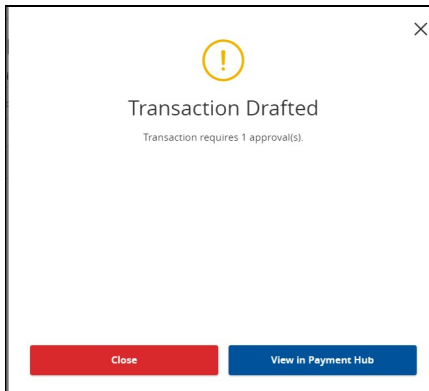 Transaction Drafted
Transaction requires 1 approval(s).
Close
View in Payment Hub